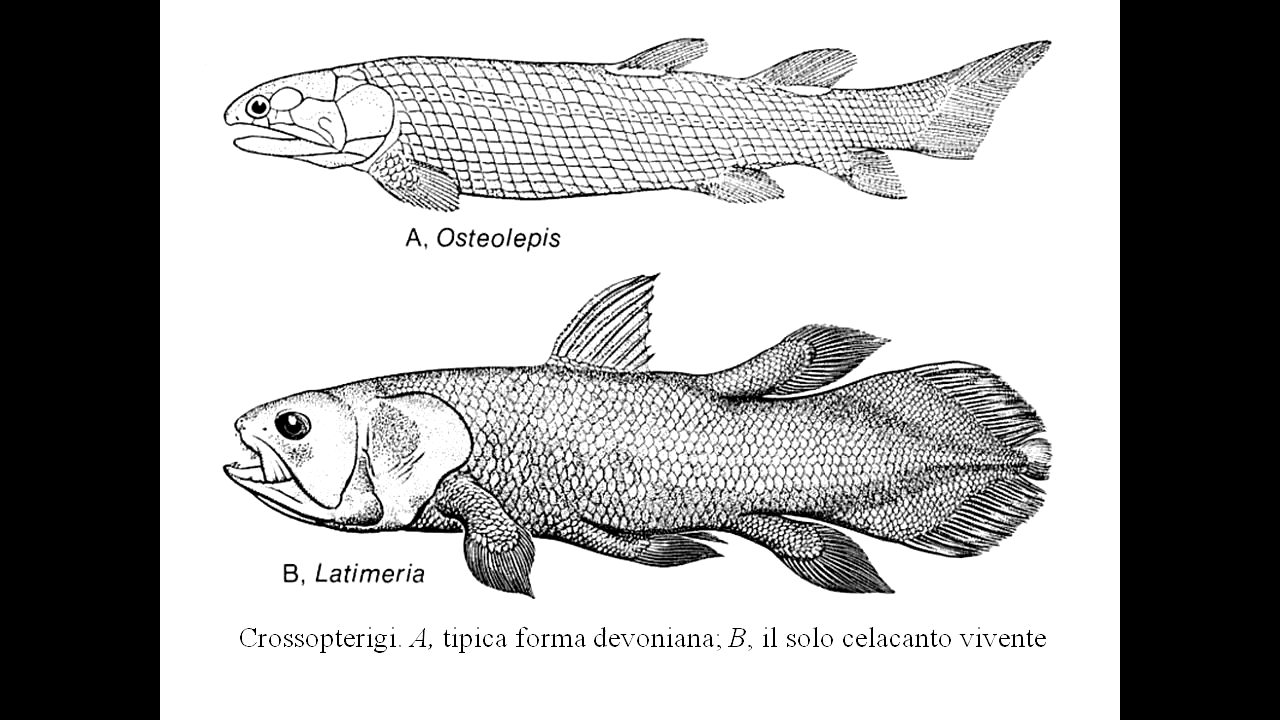 A, Osteolepis
B, Latimeria
Crossopterigi. A, tipica forma devoniana; B, il solo celacanto vivente